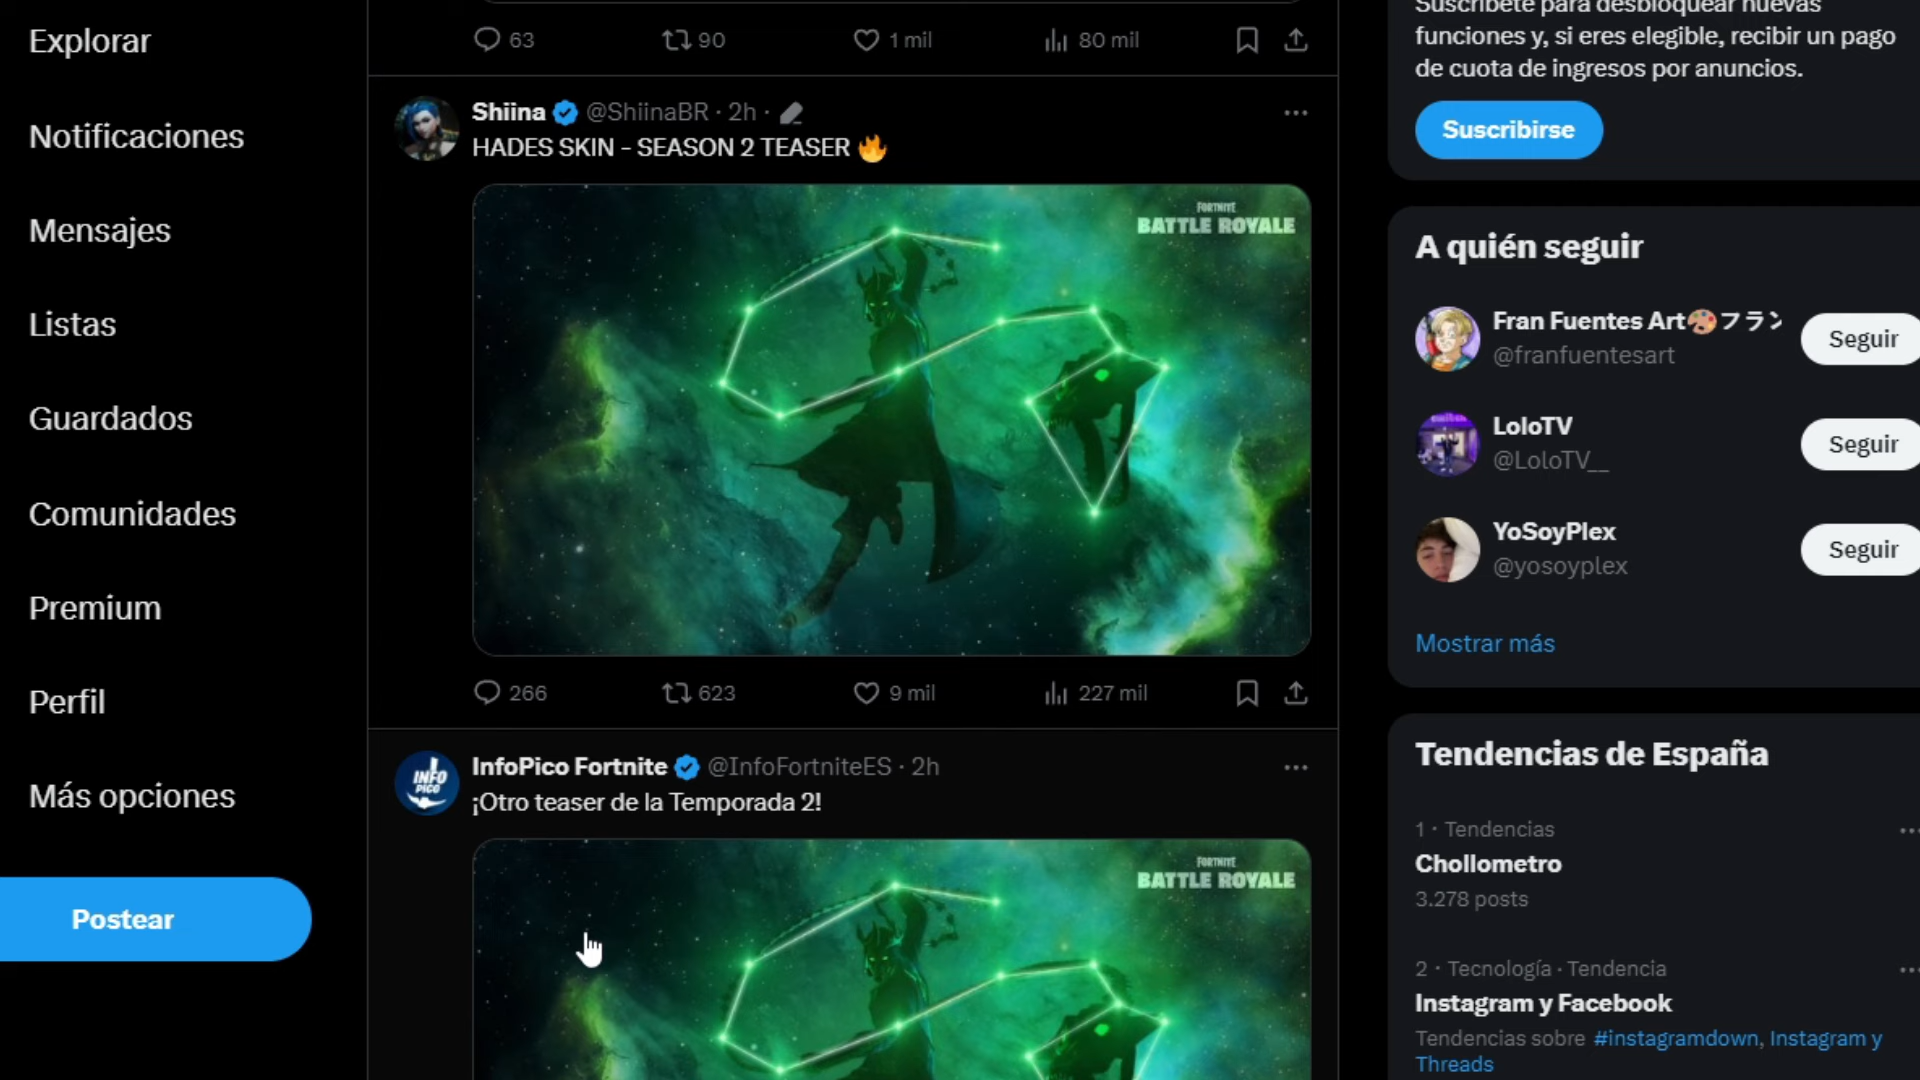 Explorar
Notificaciones
Mensajes
Listas
Guardados
Comunidades
Premium
Perfil
Más opciones
Postear
63 90 1 mil 80 mil
Shiina @ShiinaBR · 2h ·
HADES SKIN - SEASON 2 TEASER 🔥
FORTNITE
BATTLE ROYALE
266 623 9 mil 227 mil
InfoPico Fortnite @InfoFortniteES · 2h
INFO
PICO
¡Otro teaser de la Temporada 2!
FORTNITE
BATTLE ROYALE
Suscríbete para desbloquear nuevas
funciones y, si eres elegible, recibir un pago
de cuota de ingresos por anuncios.
Suscribirse
A quién seguir
Fran Fuentes Art🎨フラン
@franfuentesart
Seguir
LoloTV
@LoloTV__
Seguir
YoSoyPlex
@yosoyplex
Seguir
Mostrar más
Tendencias de España
1 · Tendencias
Chollometro
3.278 posts
2 · Tecnología · Tendencia
Instagram y Facebook
Tendencias sobre #instagramdown, Instagram y
Threads